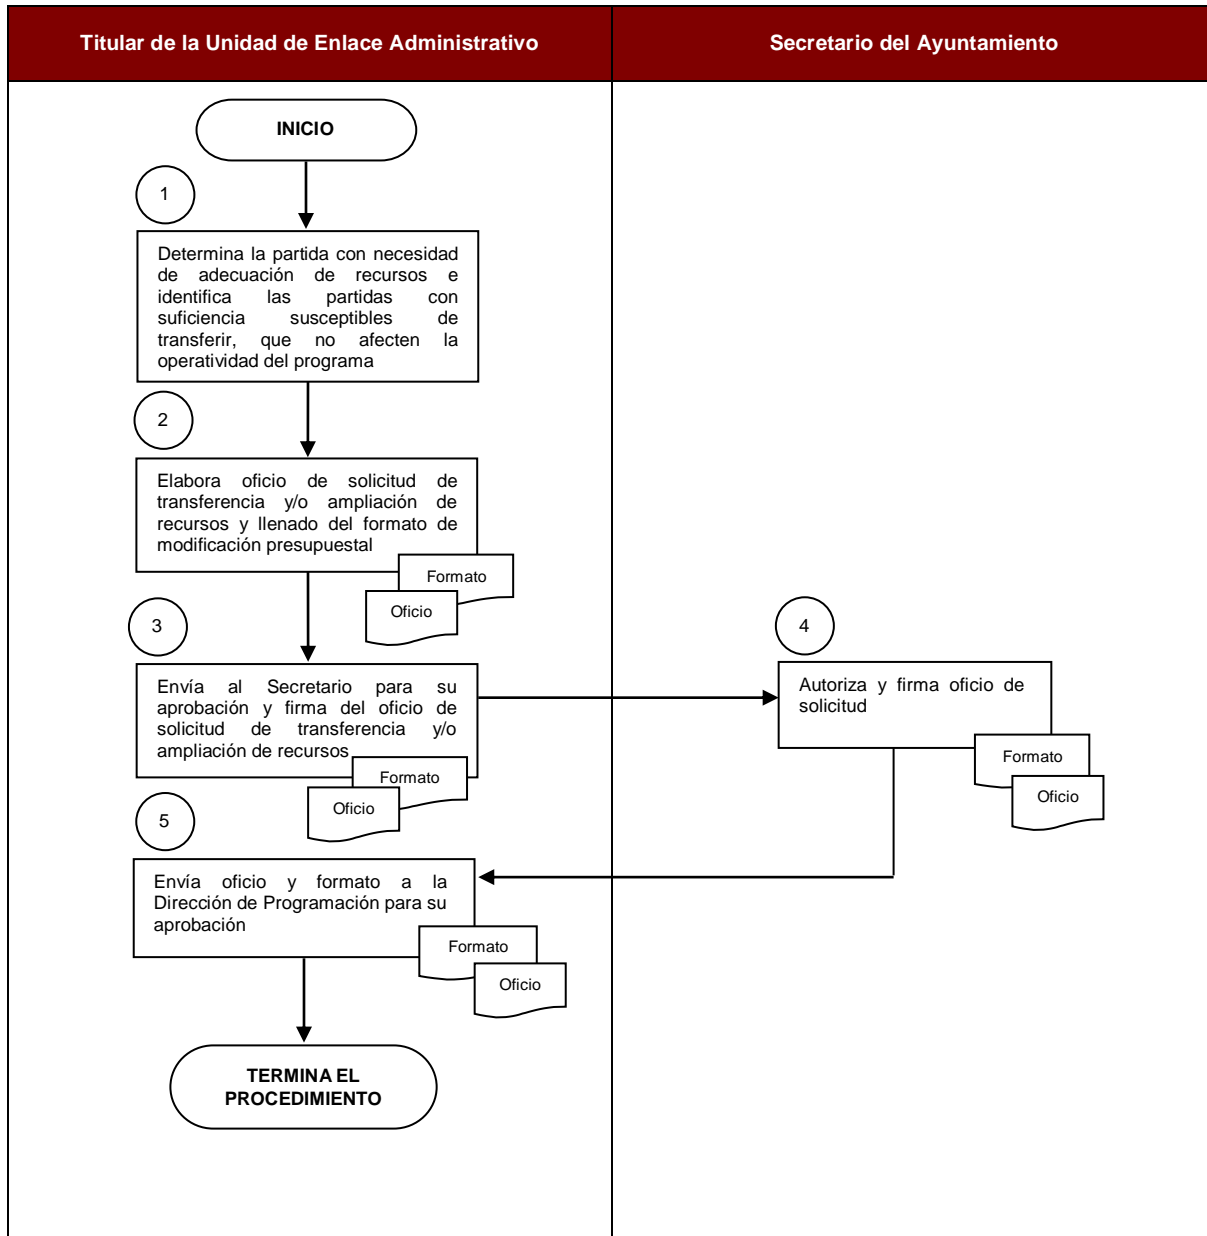 Titular de la Unidad de Enlace Administrativo
Secretario del Ayuntamiento
INICIO
1
Determina la partida con necesidad
de adecuación de recursos e
identifica las partidas con
suficiencia susceptibles de
transferir, que no afecten la
operatividad del programa
2
Elabora oficio de solicitud de
transferencia y/o ampliación de
recursos y llenado del formato de
modificación presupuestal
Formato
Oficio
3
Envía al Secretario para su
aprobación y firma del oficio de
solicitud de transferencia y/o
ampliación de recursos
Formato
Oficio
4
Autoriza y firma oficio de
solicitud
Formato
Oficio
5
Envía oficio y formato a la
Dirección de Programación para su
aprobación
Formato
Oficio
TERMINA EL
PROCEDIMIENTO